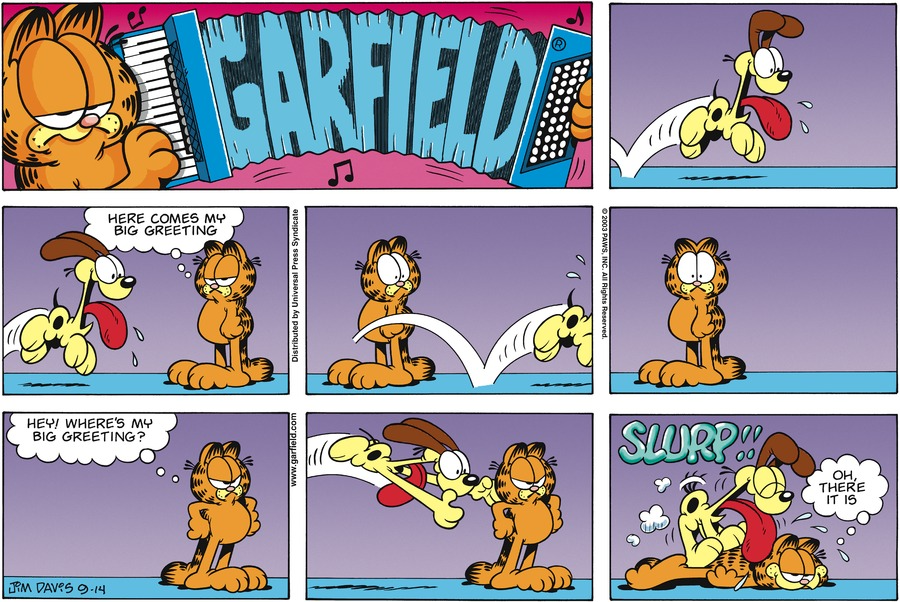 GARFIELD
®
HERE COMES MY
BIG GREETING
Distributed by Universal Press Syndicate
© 2003 PAWS, INC. All Rights Reserved.
HEY! WHERE'S MY
BIG GREETING?
JIM DAVIS 9-14
www.garfield.com
SLURP!!
OH,
THERE
IT IS